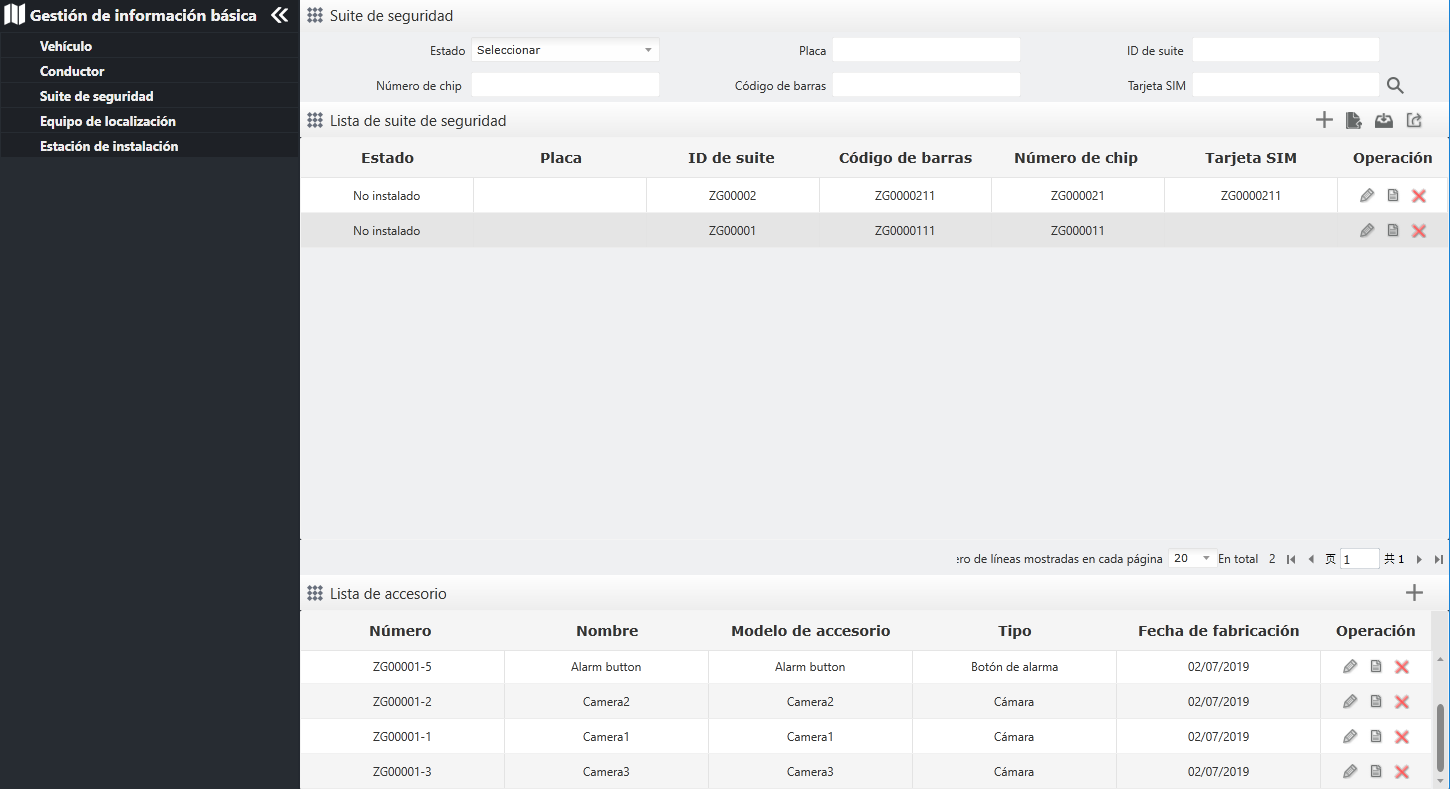 Gestión de información básica
Vehículo
Conductor
Suite de seguridad
Equipo de localización
Estación de instalación
Suite de seguridad
Estado Seleccionar Placa ID de suite
Número de chip Código de barras Tarjeta SIM
Lista de suite de seguridad
Estado Placa ID de suite Código de barras Número de chip Tarjeta SIM Operación
No instalado ZG00002 ZG0000211 ZG000021 ZG0000211
No instalado ZG00001 ZG0000111 ZG000011
ero de líneas mostradas en cada página 20 En total 2 页 1 共 1
Lista de accesorio
Número Nombre Modelo de accesorio Tipo Fecha de fabricación Operación
ZG00001-5 Alarm button Alarm button Botón de alarma 02/07/2019
ZG00001-2 Camera2 Camera2 Cámara 02/07/2019
ZG00001-1 Camera1 Camera1 Cámara 02/07/2019
ZG00001-3 Camera3 Camera3 Cámara 02/07/2019